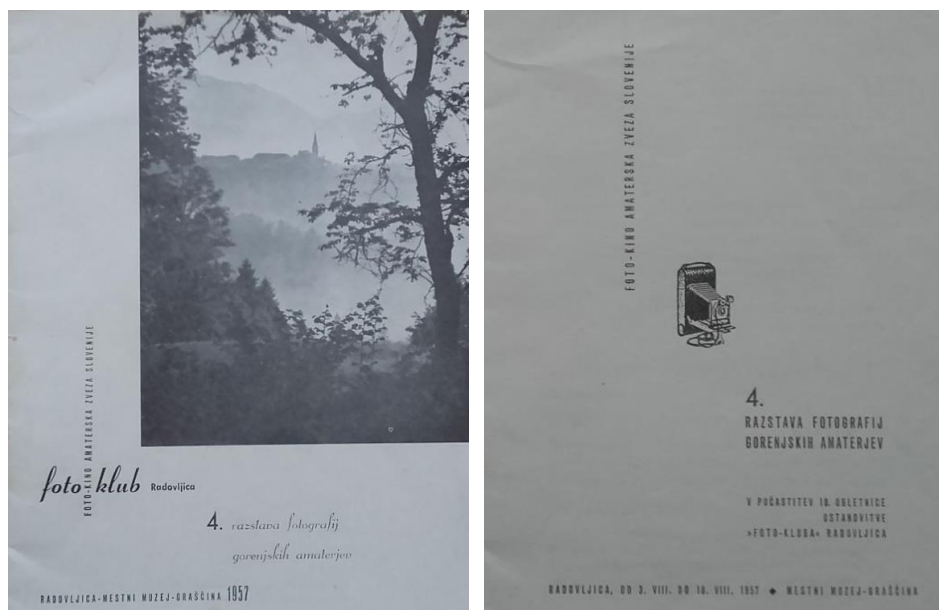 FOTO-KINO AMATERSKA ZVEZA SLOVENIJE
foto-klub Radovljica
4. razstava fotografij
gorenjskih amaterjev
RADOVLJICA-MESTNI MUZEJ-GRAŠČINA 1957
FOTO-KINO AMATERSKA ZVEZA SLOVENIJE
4.
RAZSTAVA FOTOGRAFIJ
GORENJSKIH AMATERJEV
V POČASTITEV 10. OBLETNICE
USTANOVITVE
»FOTO-KLUBA« RADOVLJICA
RADOVLJICA, OD 3. VIII. DO 18. VIII. 1957 ◆ MESTNI MUZEJ-GRAŠČINA